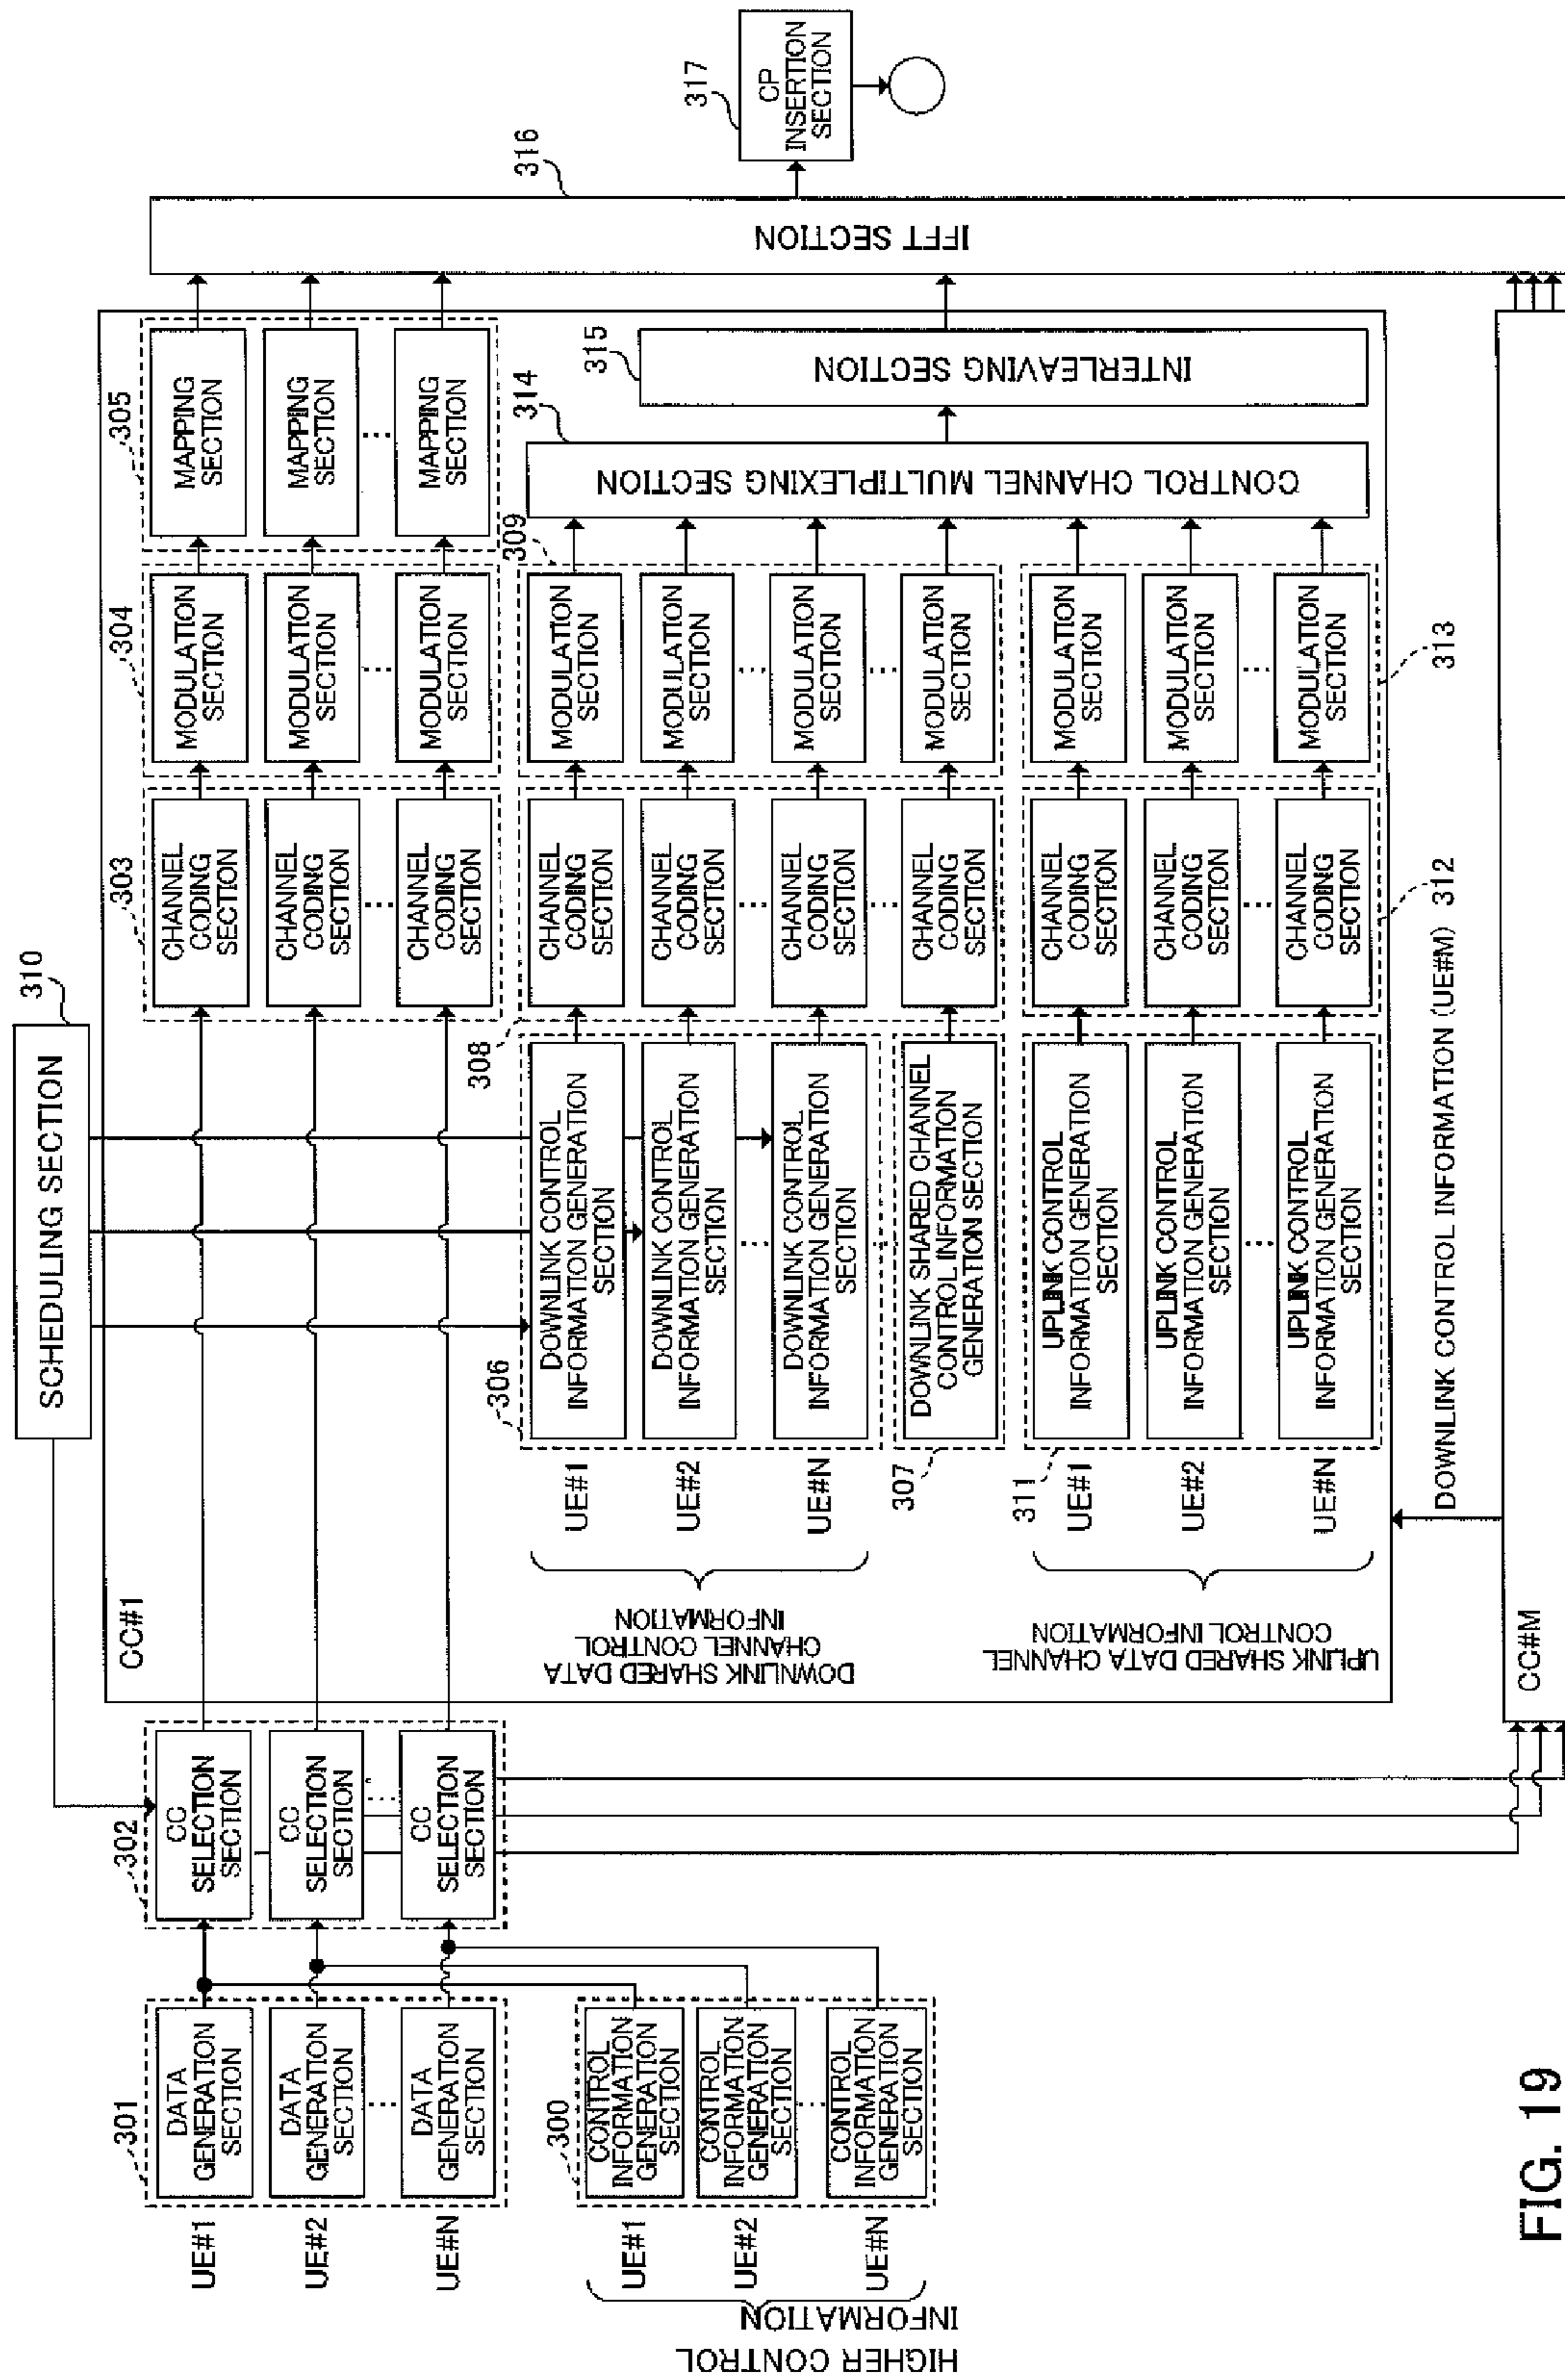 SCHEDULING SECTION
310
CP
INSERTION
SECTION
317
316
IFFT SECTION
CC#1
303
CHANNEL
CODING
SECTION
CHANNEL
CODING
SECTION
CHANNEL
CODING
SECTION
304
MODULATION
SECTION
MODULATION
SECTION
MODULATION
SECTION
305
MAPPING
SECTION
MAPPING
SECTION
MAPPING
SECTION
302
CC
SELECTION
SECTION
CC
SELECTION
SECTION
CC
SELECTION
SECTION
301
DATA
GENERATION
SECTION
DATA
GENERATION
SECTION
DATA
GENERATION
SECTION
UE#1
UE#2
UE#N
300
CONTROL
INFORMATION
GENERATION
SECTION
CONTROL
INFORMATION
GENERATION
SECTION
CONTROL
INFORMATION
GENERATION
SECTION
UE#1
UE#2
UE#N
HIGHER CONTROL
INFORMATION
306
DOWNLINK CONTROL
INFORMATION GENERATION
SECTION
DOWNLINK CONTROL
INFORMATION GENERATION
SECTION
DOWNLINK CONTROL
INFORMATION GENERATION
SECTION
UE#1
UE#2
UE#N
DOWNLINK SHARED DATA
CHANNEL CONTROL
INFORMATION
307
DOWNLINK SHARED CHANNEL
CONTROL INFORMATION
GENERATION SECTION
308
CHANNEL
CODING
SECTION
CHANNEL
CODING
SECTION
CHANNEL
CODING
SECTION
CHANNEL
CODING
SECTION
309
MODULATION
SECTION
MODULATION
SECTION
MODULATION
SECTION
MODULATION
SECTION
311
UPLINK CONTROL
INFORMATION GENERATION
SECTION
UPLINK CONTROL
INFORMATION GENERATION
SECTION
UPLINK CONTROL
INFORMATION GENERATION
SECTION
UE#1
UE#2
UE#N
UPLINK SHARED DATA CHANNEL
CONTROL INFORMATION
312
CHANNEL
CODING
SECTION
CHANNEL
CODING
SECTION
CHANNEL
CODING
SECTION
313
MODULATION
SECTION
MODULATION
SECTION
MODULATION
SECTION
314
CONTROL CHANNEL MULTIPLEXING SECTION
315
INTERLEAVING SECTION
DOWNLINK CONTROL INFORMATION (UE#M)
CC#M
FIG. 19